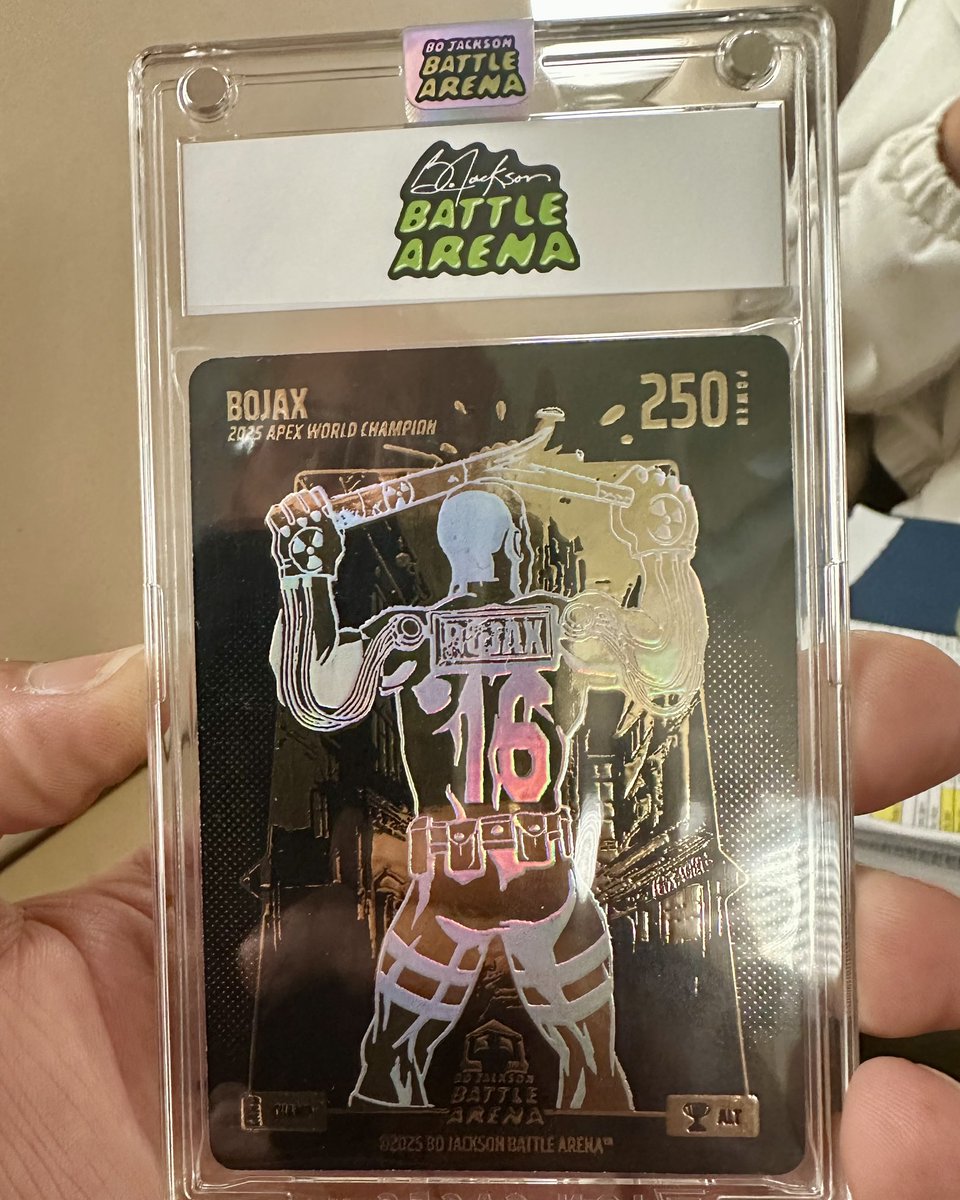 BO JACKSON
BATTLE
ARENA
Bo Jackson
BATTLE
ARENA
BOJAX
2025 APEX WORLD CHAMPION
250
POWER
BOJAX
16
BO JACKSON
BATTLE
ARENA
CHAMP
ALT
©2025 BO JACKSON BATTLE ARENA™